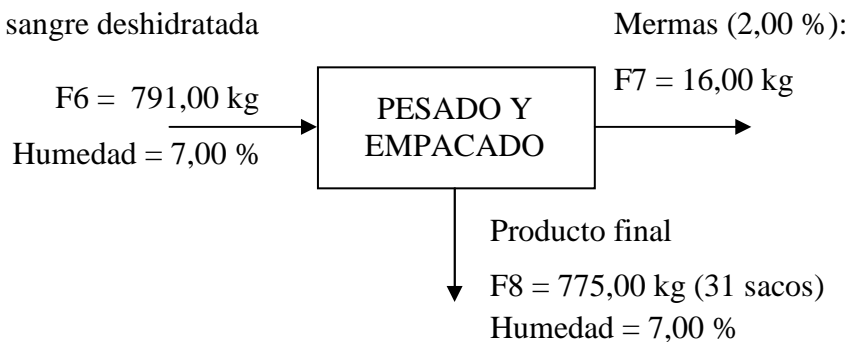 sangre deshidratada
F6 = 791,00 kg
Humedad = 7,00 %
PESADO Y
EMPACADO
Mermas (2,00 %):
F7 = 16,00 kg
Producto final
F8 = 775,00 kg (31 sacos)
Humedad = 7,00 %